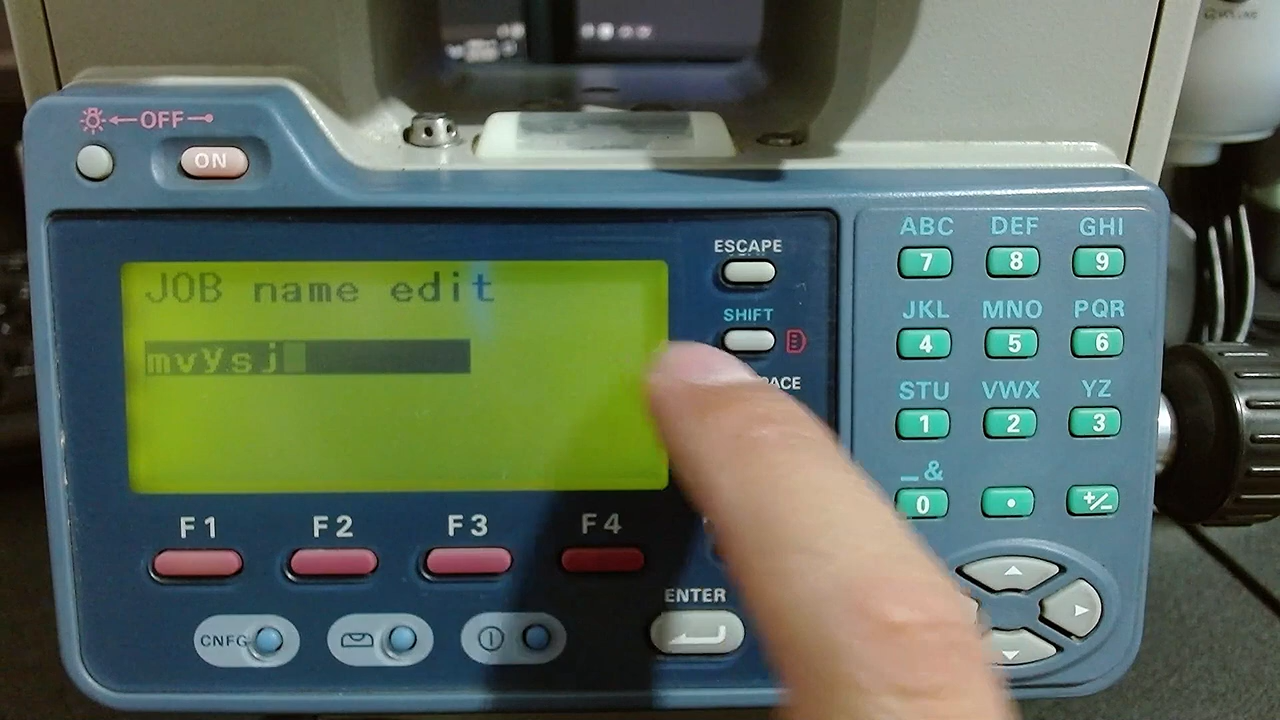 OFF
ON
JOB name edit
mvysj
ESCAPE
SHIFT
F1 F2 F3 F4
CNFG
ENTER
ABC DEF GHI
7 8 9
JKL MNO PQR
4 5 6
STU VWX YZ
1 2 3
_&
0 . +/-